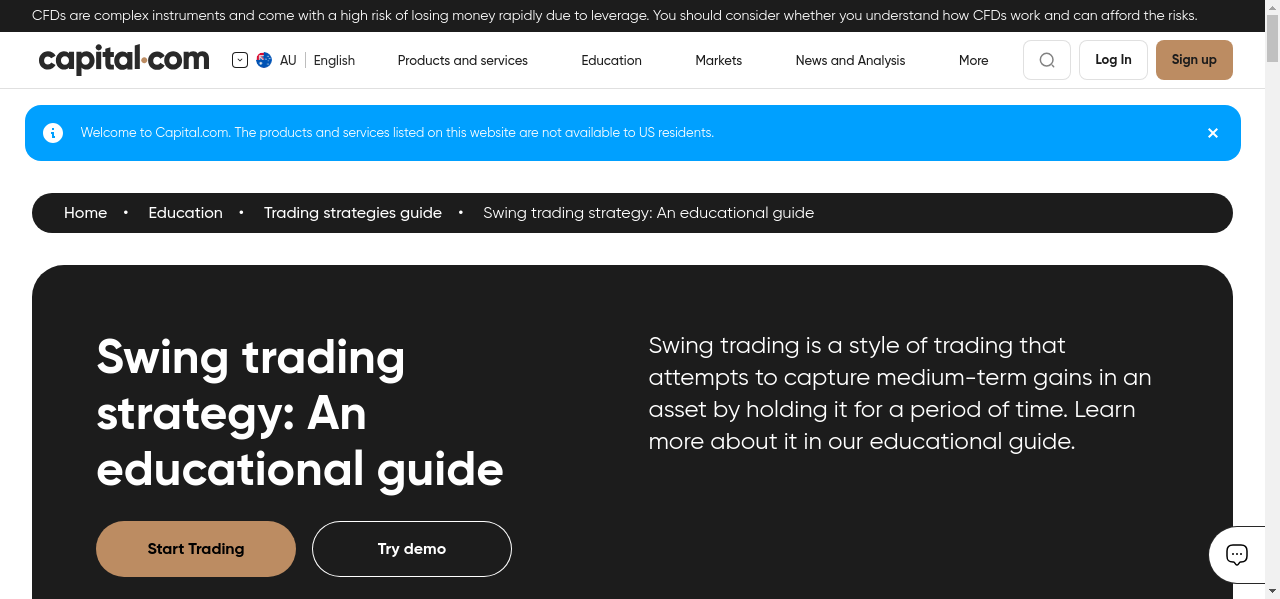 CFDs are complex instruments and come with a high risk of losing money rapidly due to leverage. You should consider whether you understand how CFDs work and can afford the risks.
capital.com
AU
English
Products and services
Education
Markets
News and Analysis
More
Log In
Sign up
Welcome to Capital.com. The products and services listed on this website are not available to US residents.
Home • Education • Trading strategies guide • Swing trading strategy: An educational guide
Swing trading
strategy: An
educational guide
Swing trading is a style of trading that
attempts to capture medium-term gains in an
asset by holding it for a period of time. Learn
more about it in our educational guide.
Start Trading
Try demo